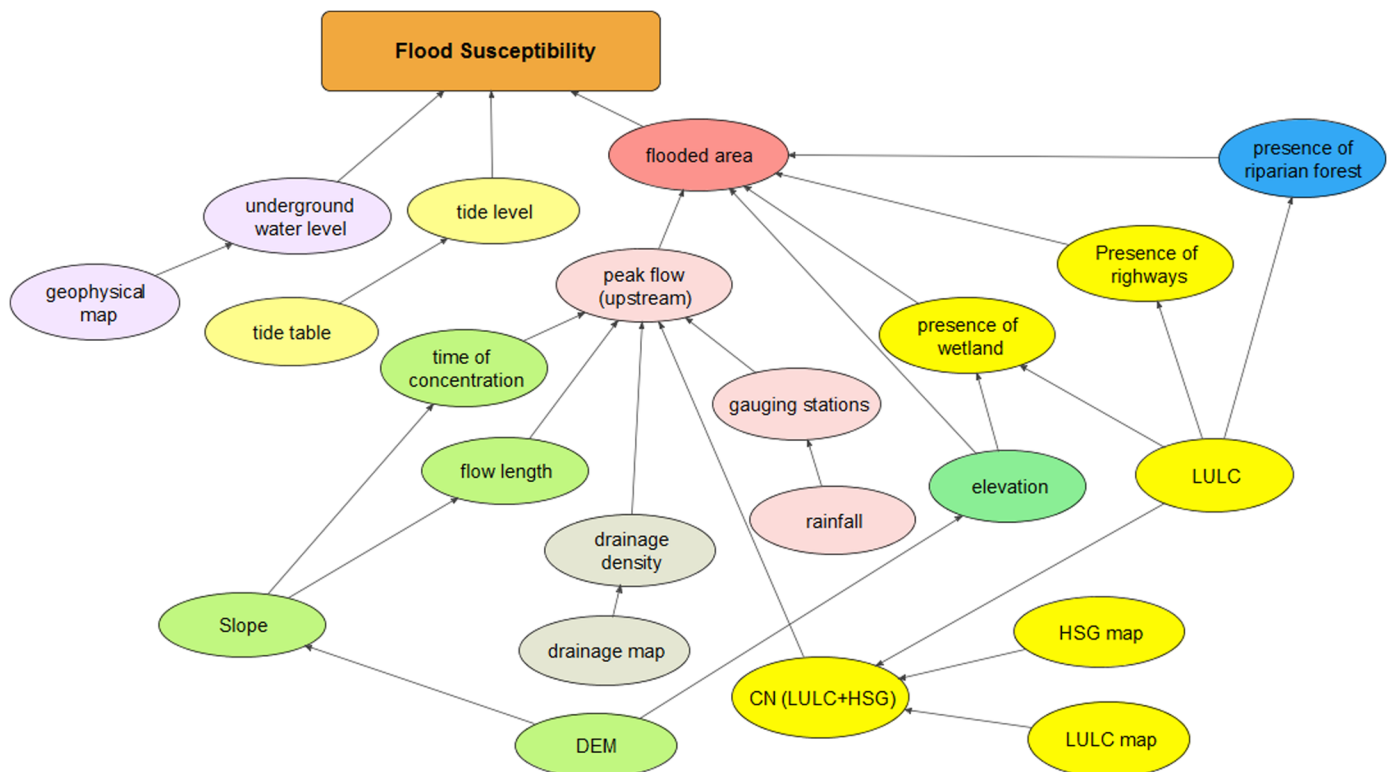 Flood Susceptibility
flooded area
presence of
riparian forest
underground
water level
tide level
Presence of
righways
geophysical
map
peak flow
(upstream)
tide table
presence of
wetland
time of
concentration
gauging stations
flow length
elevation
LULC
rainfall
drainage
density
Slope
HSG map
drainage map
CN (LULC+HSG)
LULC map
DEM